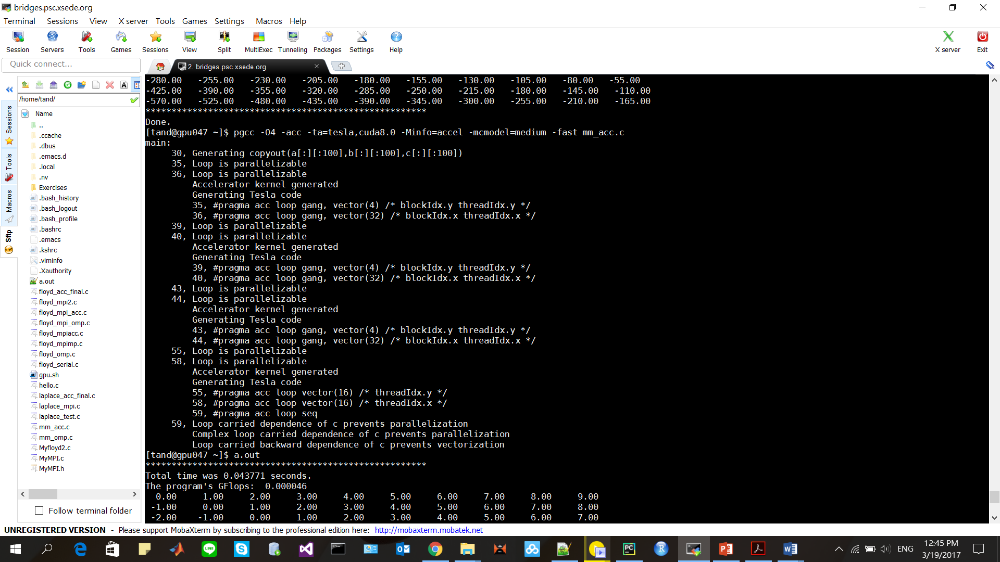 bridges.psc.xsede.org
Terminal Sessions View X server Tools Games Settings Macros Help
Session Servers Tools Games Sessions View Split MultiExec Tunneling Packages Settings Help X server Exit
Quick connect...
2. bridges.psc.xsede.org
/home/tand/
Name
..
.ccache
.dbus
.emacs.d
.local
.nv
Exercises
.bash_history
.bash_logout
.bash_profile
.bashrc
.emacs
.kshrc
.viminfo
.Xauthority
a.out
floyd_acc_final.c
floyd_mpi2.c
floyd_mpi_acc.c
floyd_mpi_omp.c
floyd_mpiacc.c
floyd_mpimp.c
floyd_omp.c
floyd_serial.c
gpu.sh
hello.c
laplace_acc_final.c
laplace_mpi.c
laplace_test.c
mm_acc.c
mm_omp.c
Myfloyd2.c
MyMPI.c
MyMPI.h
Follow terminal folder
Sessions
Tools
Macros
Sftp
-280.00 -255.00 -230.00 -205.00 -180.00 -155.00 -130.00 -105.00 -80.00 -55.00
-425.00 -390.00 -355.00 -320.00 -285.00 -250.00 -215.00 -180.00 -145.00 -110.00
-570.00 -525.00 -480.00 -435.00 -390.00 -345.00 -300.00 -255.00 -210.00 -165.00
******************************************************
Done.
[tand@gpu047 ~]$ pgcc -O4 -acc -ta=tesla,cuda8.0 -Minfo=accel -mcmodel=medium -fast mm_acc.c
main:
30, Generating copyout(a[:][:100],b[:][:100],c[:][:100])
35, Loop is parallelizable
36, Loop is parallelizable
Accelerator kernel generated
Generating Tesla code
35, #pragma acc loop gang, vector(4) /* blockIdx.y threadIdx.y */
36, #pragma acc loop gang, vector(32) /* blockIdx.x threadIdx.x */
39, Loop is parallelizable
40, Loop is parallelizable
Accelerator kernel generated
Generating Tesla code
39, #pragma acc loop gang, vector(4) /* blockIdx.y threadIdx.y */
40, #pragma acc loop gang, vector(32) /* blockIdx.x threadIdx.x */
43, Loop is parallelizable
44, Loop is parallelizable
Accelerator kernel generated
Generating Tesla code
43, #pragma acc loop gang, vector(4) /* blockIdx.y threadIdx.y */
44, #pragma acc loop gang, vector(32) /* blockIdx.x threadIdx.x */
55, Loop is parallelizable
58, Loop is parallelizable
Accelerator kernel generated
Generating Tesla code
55, #pragma acc loop vector(16) /* threadIdx.y */
58, #pragma acc loop vector(16) /* threadIdx.x */
59, #pragma acc loop seq
59, Loop carried dependence of c prevents parallelization
Complex loop carried dependence of c prevents parallelization
Loop carried backward dependence of c prevents vectorization
[tand@gpu047 ~]$ a.out
******************************************************
Total time was 0.043771 seconds.
The program's GFlops: 0.000046
0.00 1.00 2.00 3.00 4.00 5.00 6.00 7.00 8.00 9.00
-1.00 0.00 1.00 2.00 3.00 4.00 5.00 6.00 7.00 8.00
-2.00 -1.00 0.00 1.00 2.00 3.00 4.00 5.00 6.00 7.00
UNREGISTERED VERSION - Please support MobaXterm by subscribing to the professional edition here: http://mobaxterm.mobatek.net
ENG
12:45 PM
3/19/2017